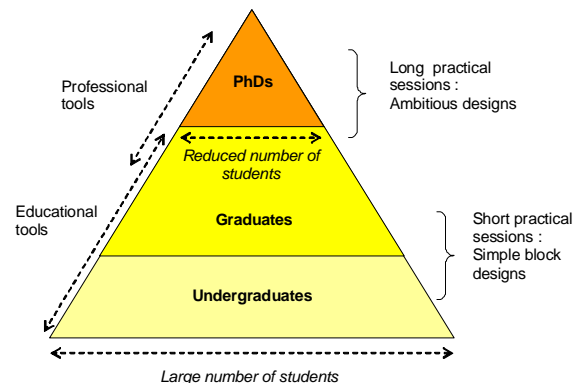 PhDs
Long practical
sessions :
Ambitious designs
Professional
tools
Reduced number of
students
Educational
tools
Graduates
Short practical
sessions :
Simple block
designs
Undergraduates
Large number of students